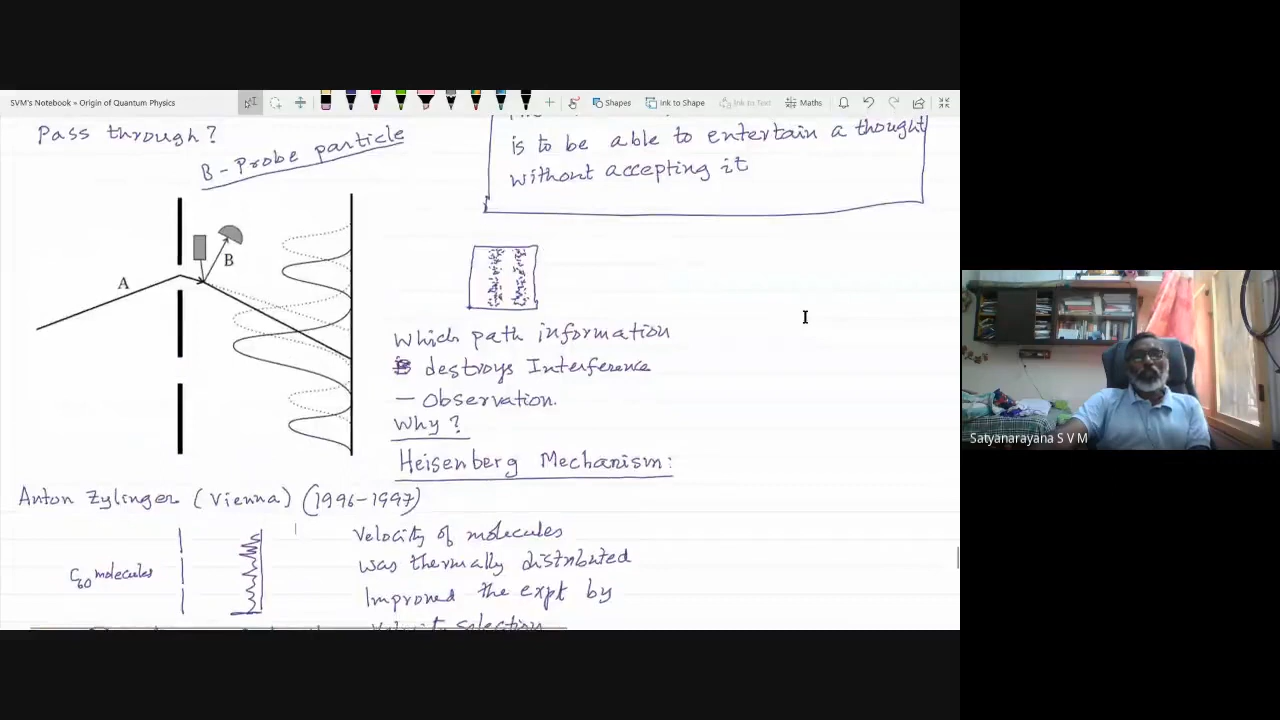 SVM's Notebook » Origin of Quantum Physics
Shapes
Ink to Shape
Ink to Text
Maths
Pass through?
B - Probe particle
is to be able to entertain a thought
without accepting it
A
B
Which path information
destroys Interference
— Observation.
Why?
Heisenberg Mechanism:
Anton Zylinger (Vienna) (1996-1997)
C60 molecules
Velocity of molecules
was thermally distributed
Improved the expt by
Velocity selection
Satyanarayana S V M